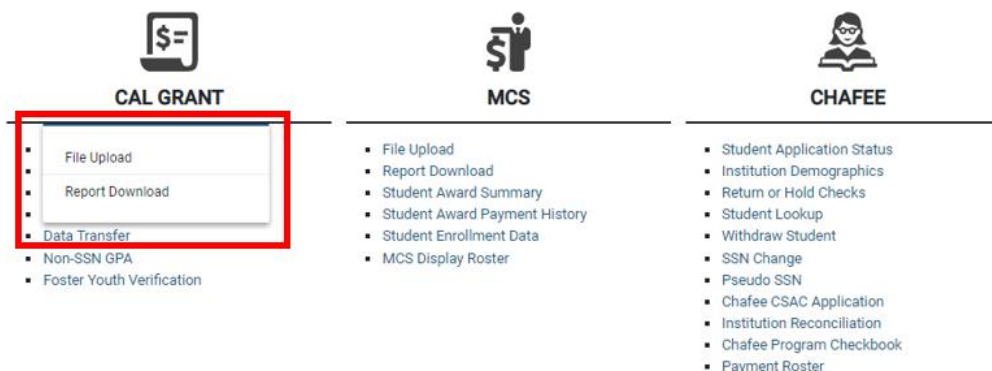 CAL GRANT
File Upload
Report Download
Data Transfer
Non-SSN GPA
Foster Youth Verification
MCS
File Upload
Report Download
Student Award Summary
Student Award Payment History
Student Enrollment Data
MCS Display Roster
CHAFEE
Student Application Status
Institution Demographics
Return or Hold Checks
Student Lookup
Withdraw Student
SSN Change
Pseudo SSN
Chafee CSAC Application
Institution Reconciliation
Chafee Program Checkbook
Payment Roster